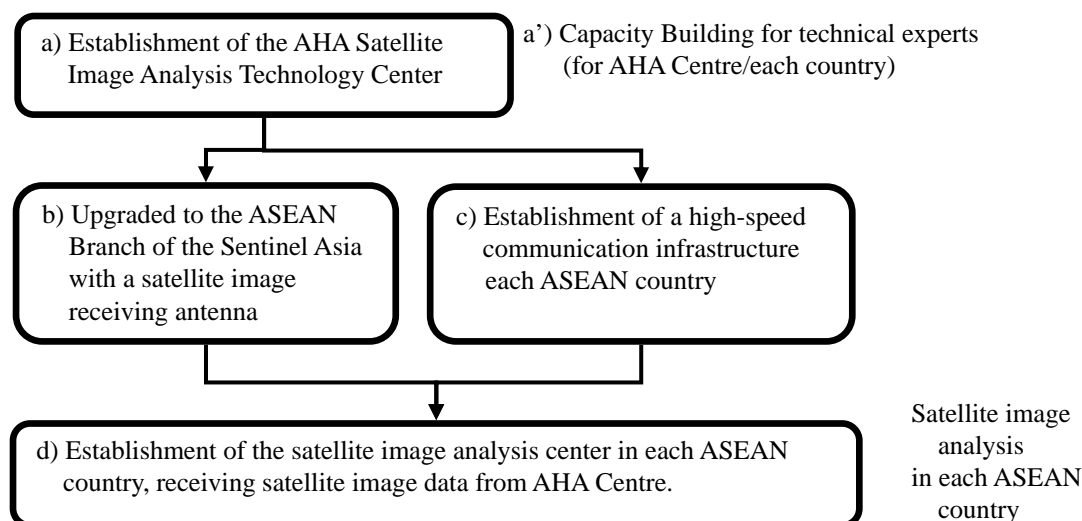 a) Establishment of the AHA Satellite
Image Analysis Technology Center
a’) Capacity Building for technical experts
(for AHA Centre/each country)
b) Upgraded to the ASEAN
Branch of the Sentinel Asia
with a satellite image
receiving antenna
c) Establishment of a high-speed
communication infrastructure
each ASEAN country
d) Establishment of the satellite image analysis center in each ASEAN
country, receiving satellite image data from AHA Centre.
Satellite image
analysis
in each ASEAN
country